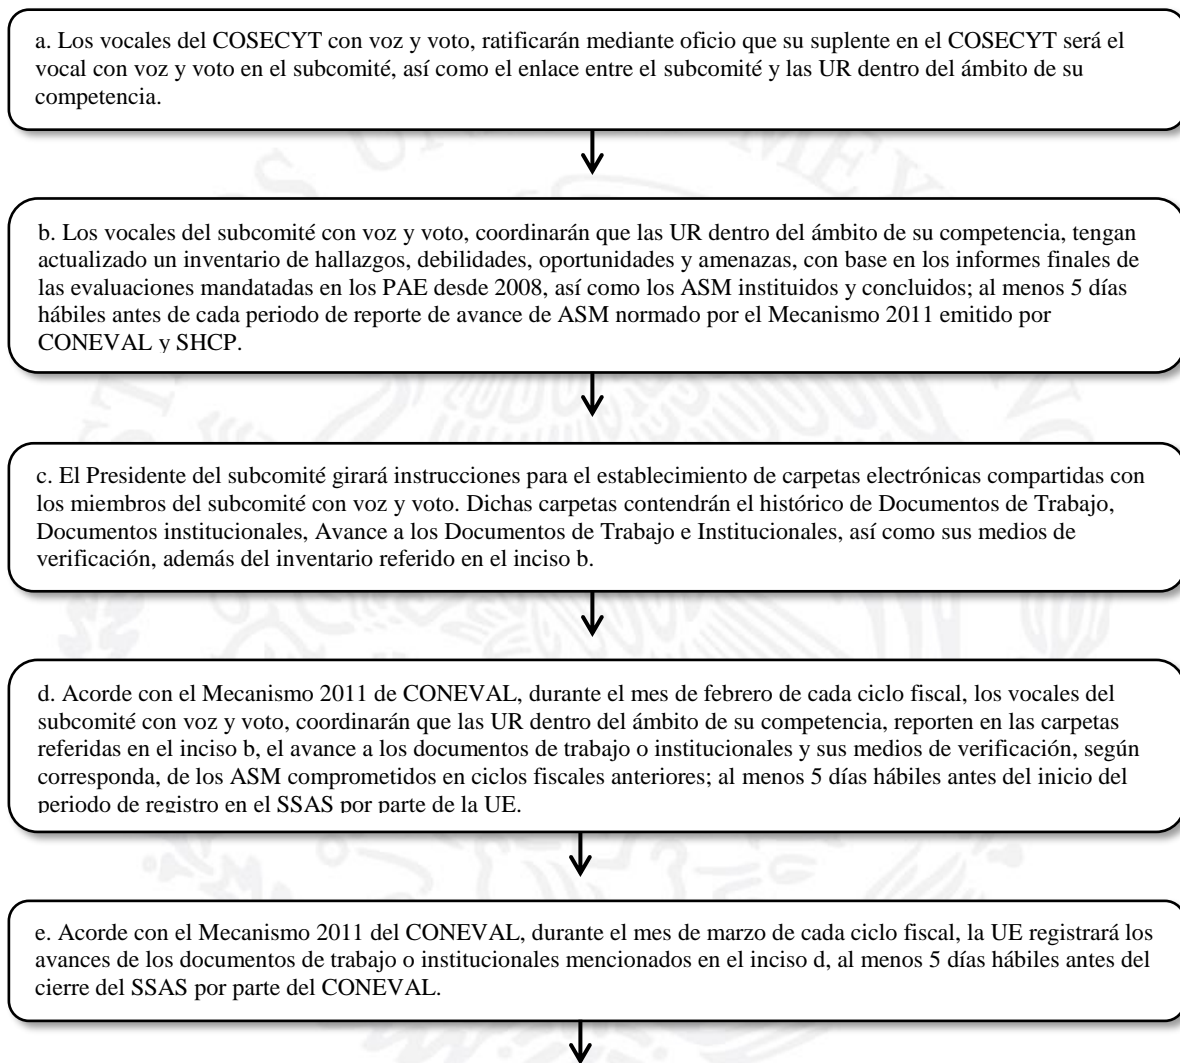 a. Los vocales del COSECYT con voz y voto, ratificarán mediante oficio que su suplente en el COSECYT será el
vocal con voz y voto en el subcomité, así como el enlace entre el subcomité y las UR dentro del ámbito de su
competencia.
b. Los vocales del subcomité con voz y voto, coordinarán que las UR dentro del ámbito de su competencia, tengan
actualizado un inventario de hallazgos, debilidades, oportunidades y amenazas, con base en los informes finales de
las evaluaciones mandatadas en los PAE desde 2008, así como los ASM instituidos y concluidos; al menos 5 días
hábiles antes de cada periodo de reporte de avance de ASM normado por el Mecanismo 2011 emitido por
CONEVAL y SHCP.
c. El Presidente del subcomité girará instrucciones para el establecimiento de carpetas electrónicas compartidas con
los miembros del subcomité con voz y voto. Dichas carpetas contendrán el histórico de Documentos de Trabajo,
Documentos institucionales, Avance a los Documentos de Trabajo e Institucionales, así como sus medios de
verificación, además del inventario referido en el inciso b.
d. Acorde con el Mecanismo 2011 de CONEVAL, durante el mes de febrero de cada ciclo fiscal, los vocales del
subcomité con voz y voto, coordinarán que las UR dentro del ámbito de su competencia, reporten en las carpetas
referidas en el inciso b, el avance a los documentos de trabajo o institucionales y sus medios de verificación, según
corresponda, de los ASM comprometidos en ciclos fiscales anteriores; al menos 5 días hábiles antes del inicio del
periodo de registro en el SSAS por parte de la UE.
e. Acorde con el Mecanismo 2011 del CONEVAL, durante el mes de marzo de cada ciclo fiscal, la UE registrará los
avances de los documentos de trabajo o institucionales mencionados en el inciso d, al menos 5 días hábiles antes del
cierre del SSAS por parte del CONEVAL.